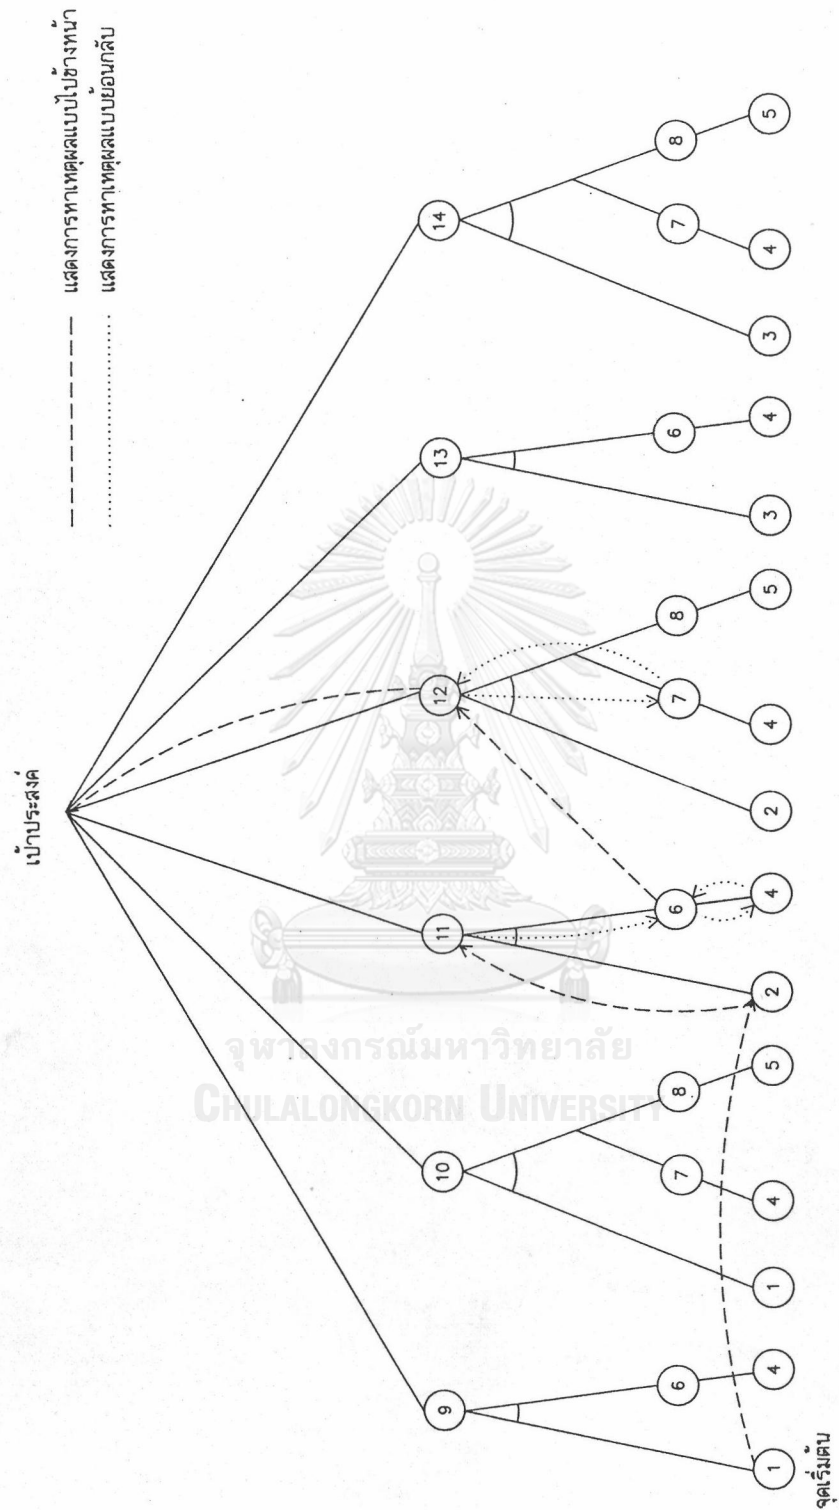 เป้าประสงค์
แสดงการหาเหตุผลแบบไปข้างหน้า
แสดงการหาเหตุผลแบบย้อนกลับ
9 10 11 12 13 14
6 7 8 6 7 8 6 7 8
1 4 1 4 5 2 4 2 4 5 3 4 3 4 5
จุดเริ่มต้น
จุฬาลงกรณ์มหาวิทยาลัย
CHULALONGKORN UNIVERSITY